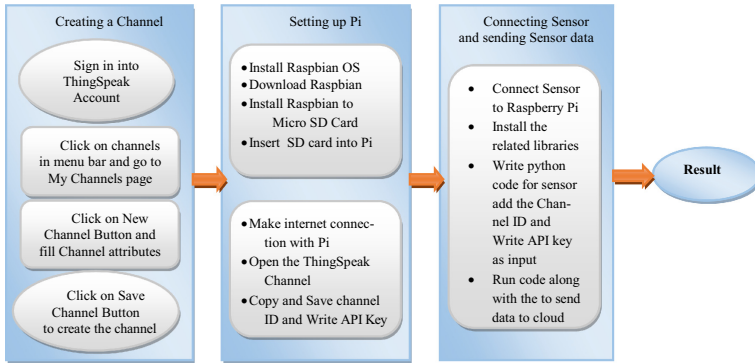 Creating a Channel
Sign in into
ThingSpeak
Account
Click on channels
in menu bar and go to
My Channels page
Click on New
Channel Button and
fill Channel attributes
Click on Save
Channel Button
to create the channel
Setting up Pi
• Install Raspbian OS
• Download Raspbian
• Install Raspbian to
Micro SD Card
• Insert SD card into Pi
• Make internet connec-
tion with Pi
• Open the ThingSpeak
Channel
• Copy and Save channel
ID and Write API Key
Connecting Sensor
and sending Sensor data
• Connect Sensor
to Raspberry Pi
• Install the
related libraries
• Write python
code for sensor
add the Chan-
nel ID and
Write API key
as input
• Run code along
with the to send
data to cloud
Result